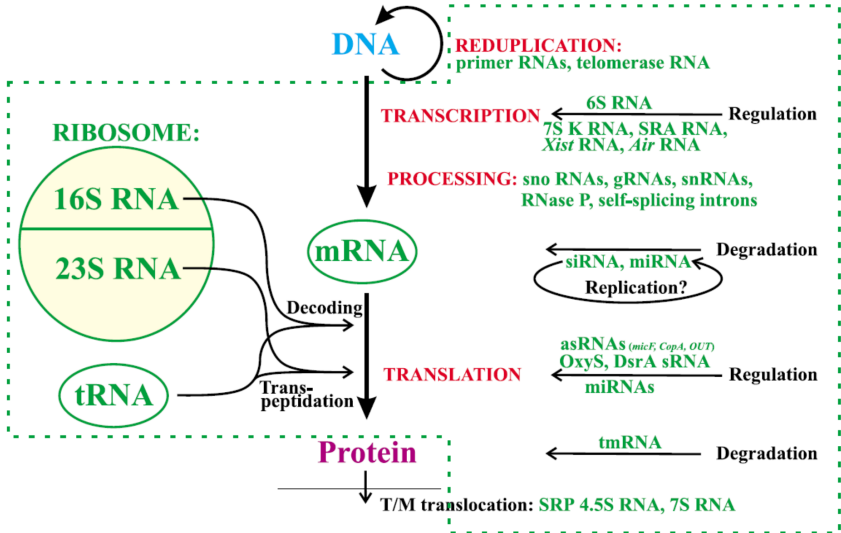 DNA
REDUPLICATION:
primer RNAs, telomerase RNA
TRANSCRIPTION
6S RNA
Regulation
7S K RNA, SRA RNA,
Xist RNA, Air RNA
RIBOSOME:
16S RNA
23S RNA
PROCESSING: sno RNAs, gRNAs, snRNAs,
RNase P, self-splicing introns
mRNA
Degradation
siRNA, miRNA
Replication?
Decoding
tRNA
Trans-
peptidation
TRANSLATION
asRNAs (micF, CopA, OUT)
OxyS, DsrA sRNA
Regulation
miRNAs
Protein
tmRNA
Degradation
T/M translocation: SRP 4.5S RNA, 7S RNA